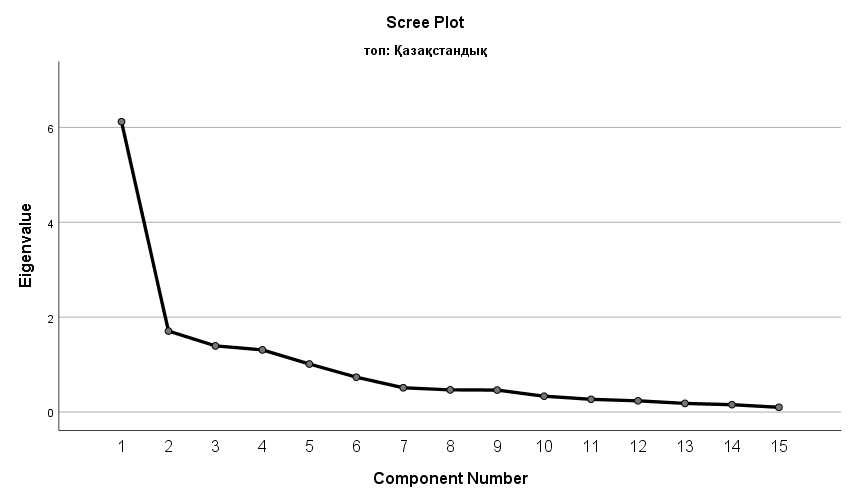 Scree Plot
топ: Қазақстандық
6
4
2
0
Eigenvalue
1 2 3 4 5 6 7 8 9 10 11 12 13 14 15
Component Number